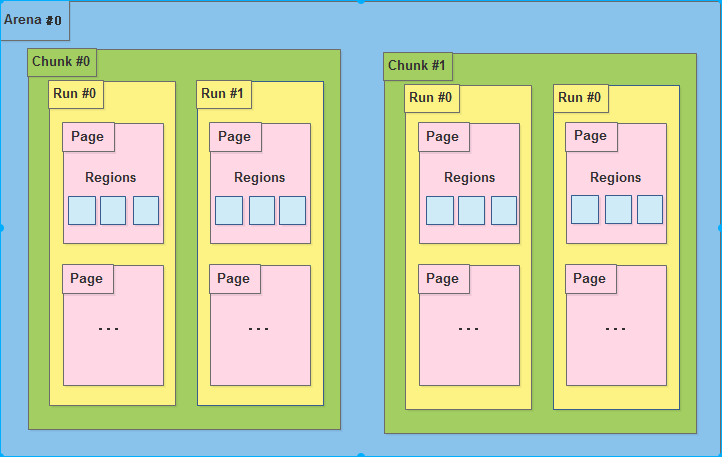 Arena #0
Chunk #0
Run #0
Page
Regions
Page
...
Run #1
Page
Regions
Page
...
Chunk #1
Run #0
Page
Regions
Page
...
Run #0
Page
Regions
Page
...